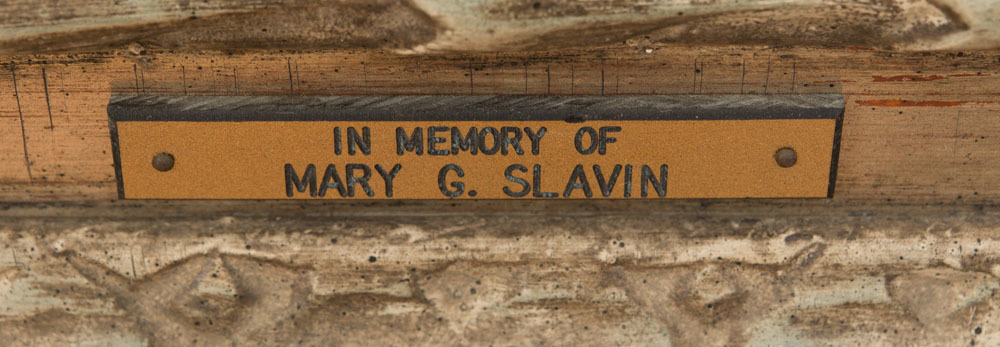 IN MEMORY OF
MARY G. SLAVIN